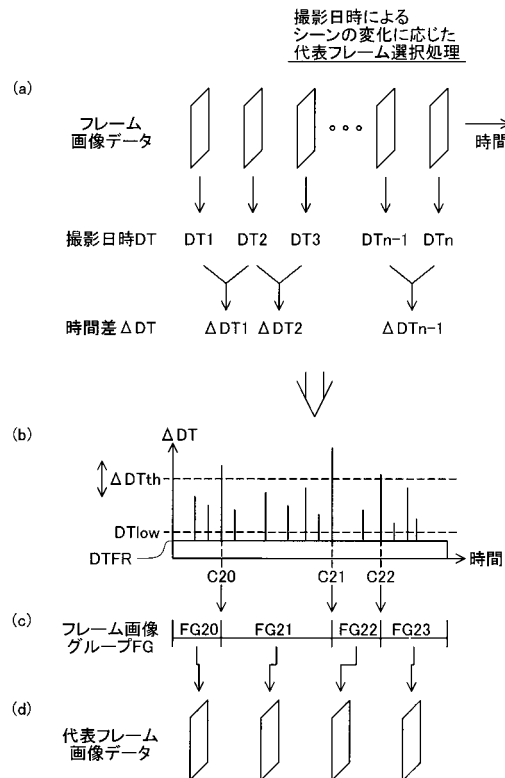 撮影日時による
シーンの変化に応じた
代表フレーム選択処理
(a)
フレーム
画像データ
時間
撮影日時DT DT1 DT2 DT3 DTn-1 DTn
時間差ΔDT ΔDT1 ΔDT2 ΔDTn-1
(b)
ΔDT
ΔDTth
DTlow
DTFR
時間
C20 C21 C22
(c)
フレーム画像
グループFG
FG20 FG21 FG22 FG23
(d)
代表フレーム
画像データ